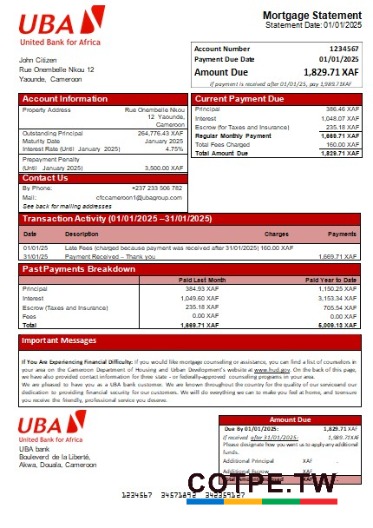 UBA
United Bank for Africa
Mortgage Statement
Statement Date: 01/01/2025
John Citizen
Rue Onembelle Nkou 12
Yaounde, Cameroon
Account Number 1234567
Payment Due Date 01/01/2025
Amount Due 1,829.71 XAF
If payment is received after 01/01/25, pay 1,989.71XAF
Account Information
Property Address Rue Onembelle Nkou
12 Yaounde,
Cameroon
Outstanding Principal 264,776.43 XAF
Maturity Date January 2025
Interest Rate (Until January 2025) 4.75%
Prepayment Penalty
(Until January 2025) 3,500.00 XAF
Current Payment Due
Principal 386.46 XAF
Interest 1,048.07 XAF
Escrow (for Taxes and Insurance) 235.18 XAF
Regular Monthly Payment 1,669.71 XAF
Total Fees Charged 160.00 XAF
Total Amount Due 1,829.71 XAF
Contact Us
By Phone: +237 233 506 782
Mail: cfccameroon1@ubagroup.com
See back for mailing addresses
Transaction Activity (01/01/2025 –31/01/2025)
Date Description Charges Payments
01/01/25 Late Fees (charged because payment was received after 31/01/2025) 160.00 XAF
31/01/25 Payment Received – Thank you 1,669.71 XAF
Past Payments Breakdown
Paid Last Month Paid Year to Date
Principal 384.93 XAF 1,150.25 XAF
Interest 1,049.60 XAF 3,153.34 XAF
Escrow (Taxes and Insurance) 235.18 XAF 705.54 XAF
Fees 0.00 XAF 0.00 XAF
Total 1,669.71 XAF 5,009.13 XAF
Important Messages
If You Are Experiencing Financial Difficulty: If you would like mortgage counseling or assistance, you can find a list of counselors in
your area on the Cameroon Department of Housing and Urban Development's website at www.hud.gov. On the back of this page,
we have also provided contact information for three state - or federally-approved counseling programs in your area.
We are pleased to have you as a UBA bank customer. We are known throughout the country for the quality of our service and our
dedication to providing financial security for our customers. We will do everything we can to make you feel at home, and to ensure
you receive the friendly, professional service you deserve.
UBA
United Bank for Africa
UBA bank
Boulevard de la Liberté,
Akwa, Douala, Cameroon
Amount Due
Due By 01/01/2025: 1,829.71 XAF
If received after 31/01/2025: 1,989.71XAF
Please designate how you want us to apply any additional
funds.
Additional Principal XAF
Additional Escrow XAF
COTPE.TW